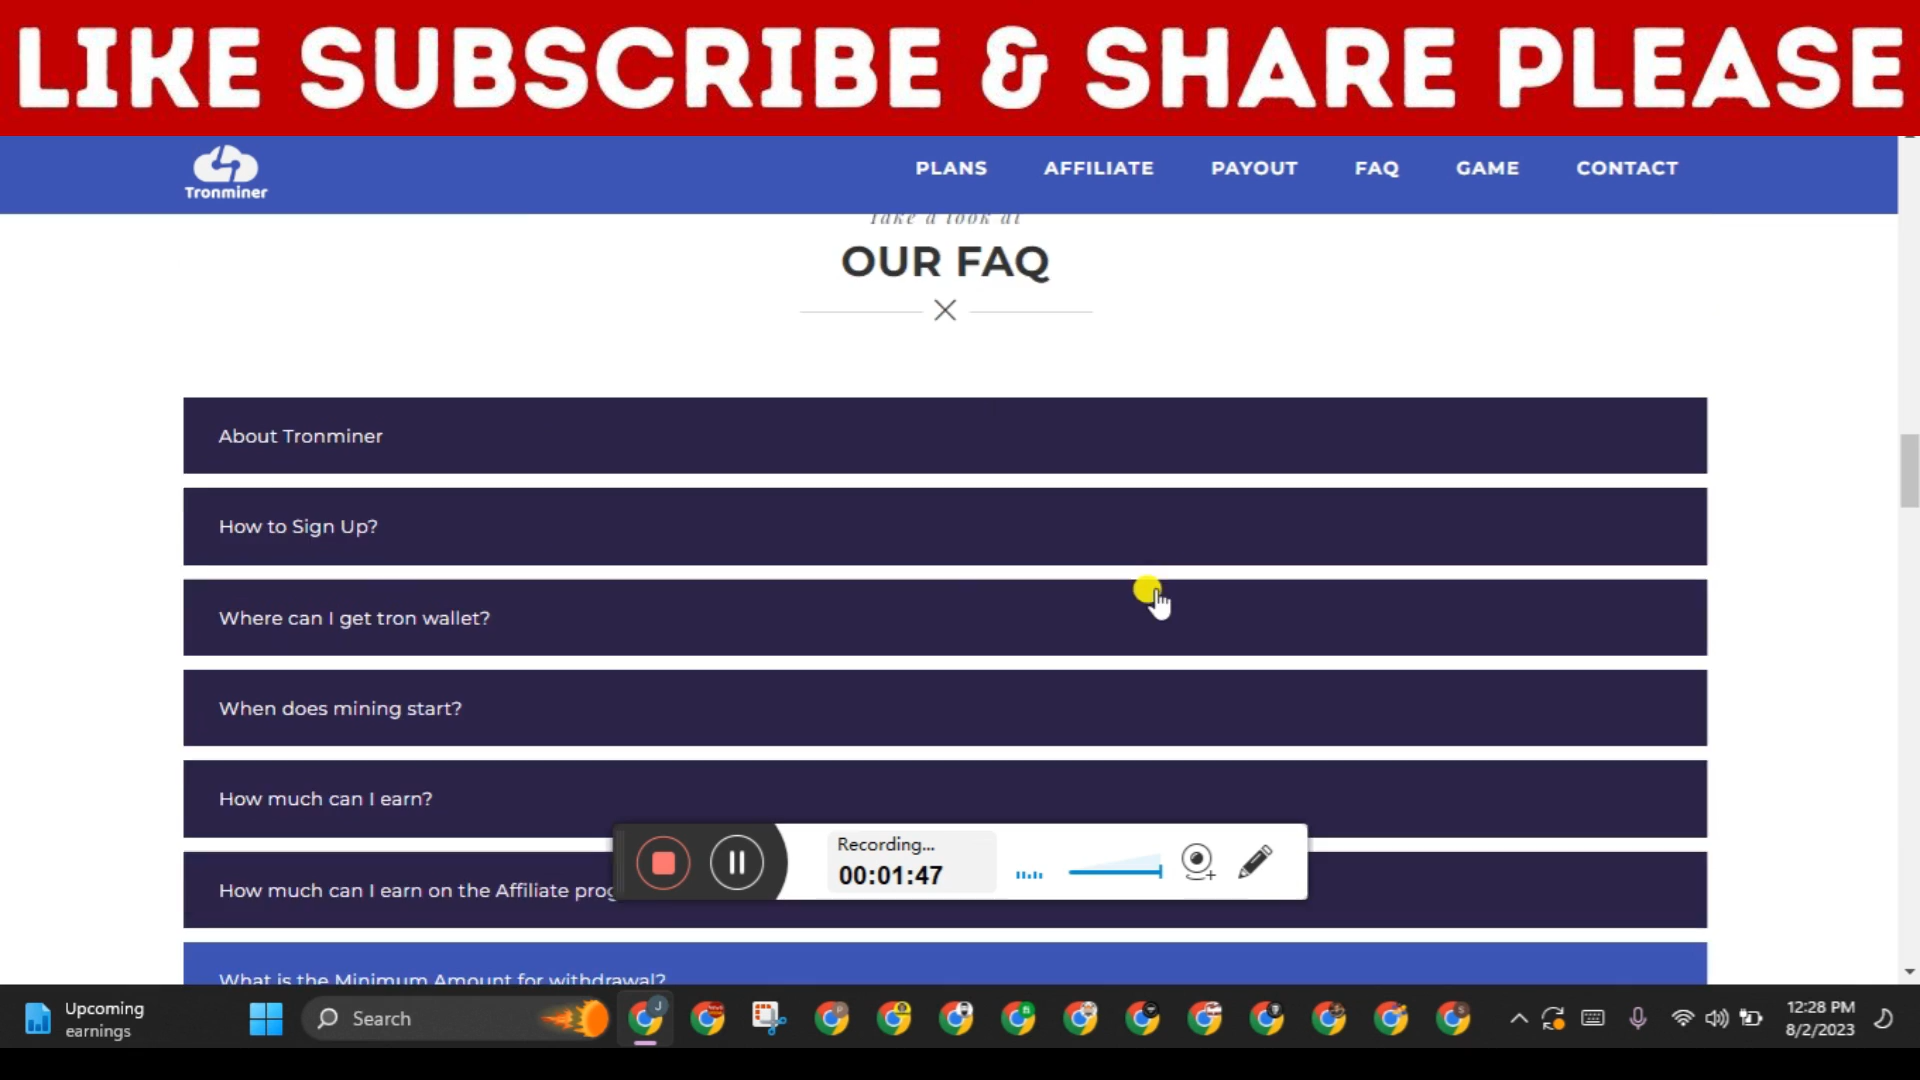 LIKE SUBSCRIBE & SHARE PLEASE
Tronminer
PLANS AFFILIATE PAYOUT FAQ GAME CONTACT
Take a look at
OUR FAQ
About Tronminer
How to Sign Up?
Where can I get tron wallet?
When does mining start?
How much can I earn?
Recording...
00:01:47
How much can I earn on the Affiliate prog
What is the Minimum Amount for withdrawal?
Upcoming
earnings
Search
12:28 PM
8/2/2023